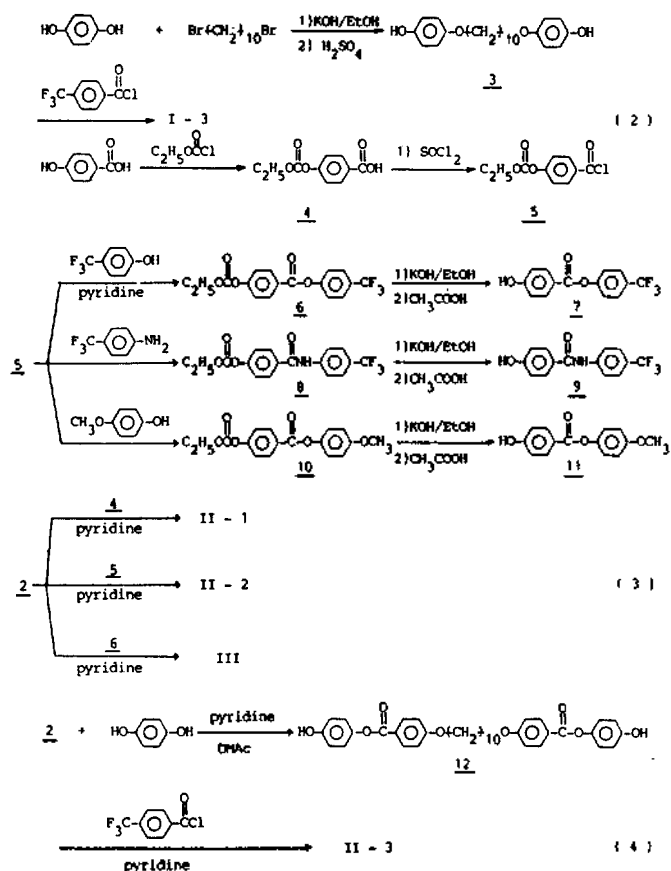 HO-⌬-OH + Br(CH2)10Br 1)KOH/EtOH 2) H2SO4 HO-⌬-O(CH2)10O-⌬-OH
3
F3C-⌬-CCl O I - 3 ( 2 )
HO-⌬-COH O C2H5OCCl O C2H5OCO-⌬-COH O O 1) SOCl2 C2H5OCO-⌬-CCl O O
4 5
F3C-⌬-OH pyridine C2H5OCO-⌬-C-O-⌬-CF3 O O 1)KOH/EtOH 2)CH3COOH HO-⌬-C-O-⌬-CF3 O
6 7
5 F3C-⌬-NH2 C2H5OCO-⌬-CNH-⌬-CF3 O O 1)KOH/EtOH 2)CH3COOH HO-⌬-CNH-⌬-CF3 O
8 9
CH3O-⌬-OH C2H5OCO-⌬-C-O-⌬-OCH3 O O 1)KOH/EtOH 2)CH3COOH HO-⌬-C-O-⌬-OCH3 O
10 11
4
pyridine II - 1
2 5
pyridine II - 2 ( 3 )
6
pyridine III
2 + HO-⌬-OH pyridine DMAc HO-⌬-OC-⌬-O(CH2)10O-⌬-C-O-⌬-OH O O
12
F3C-⌬-CCl O
pyridine II - 3 ( 4 )